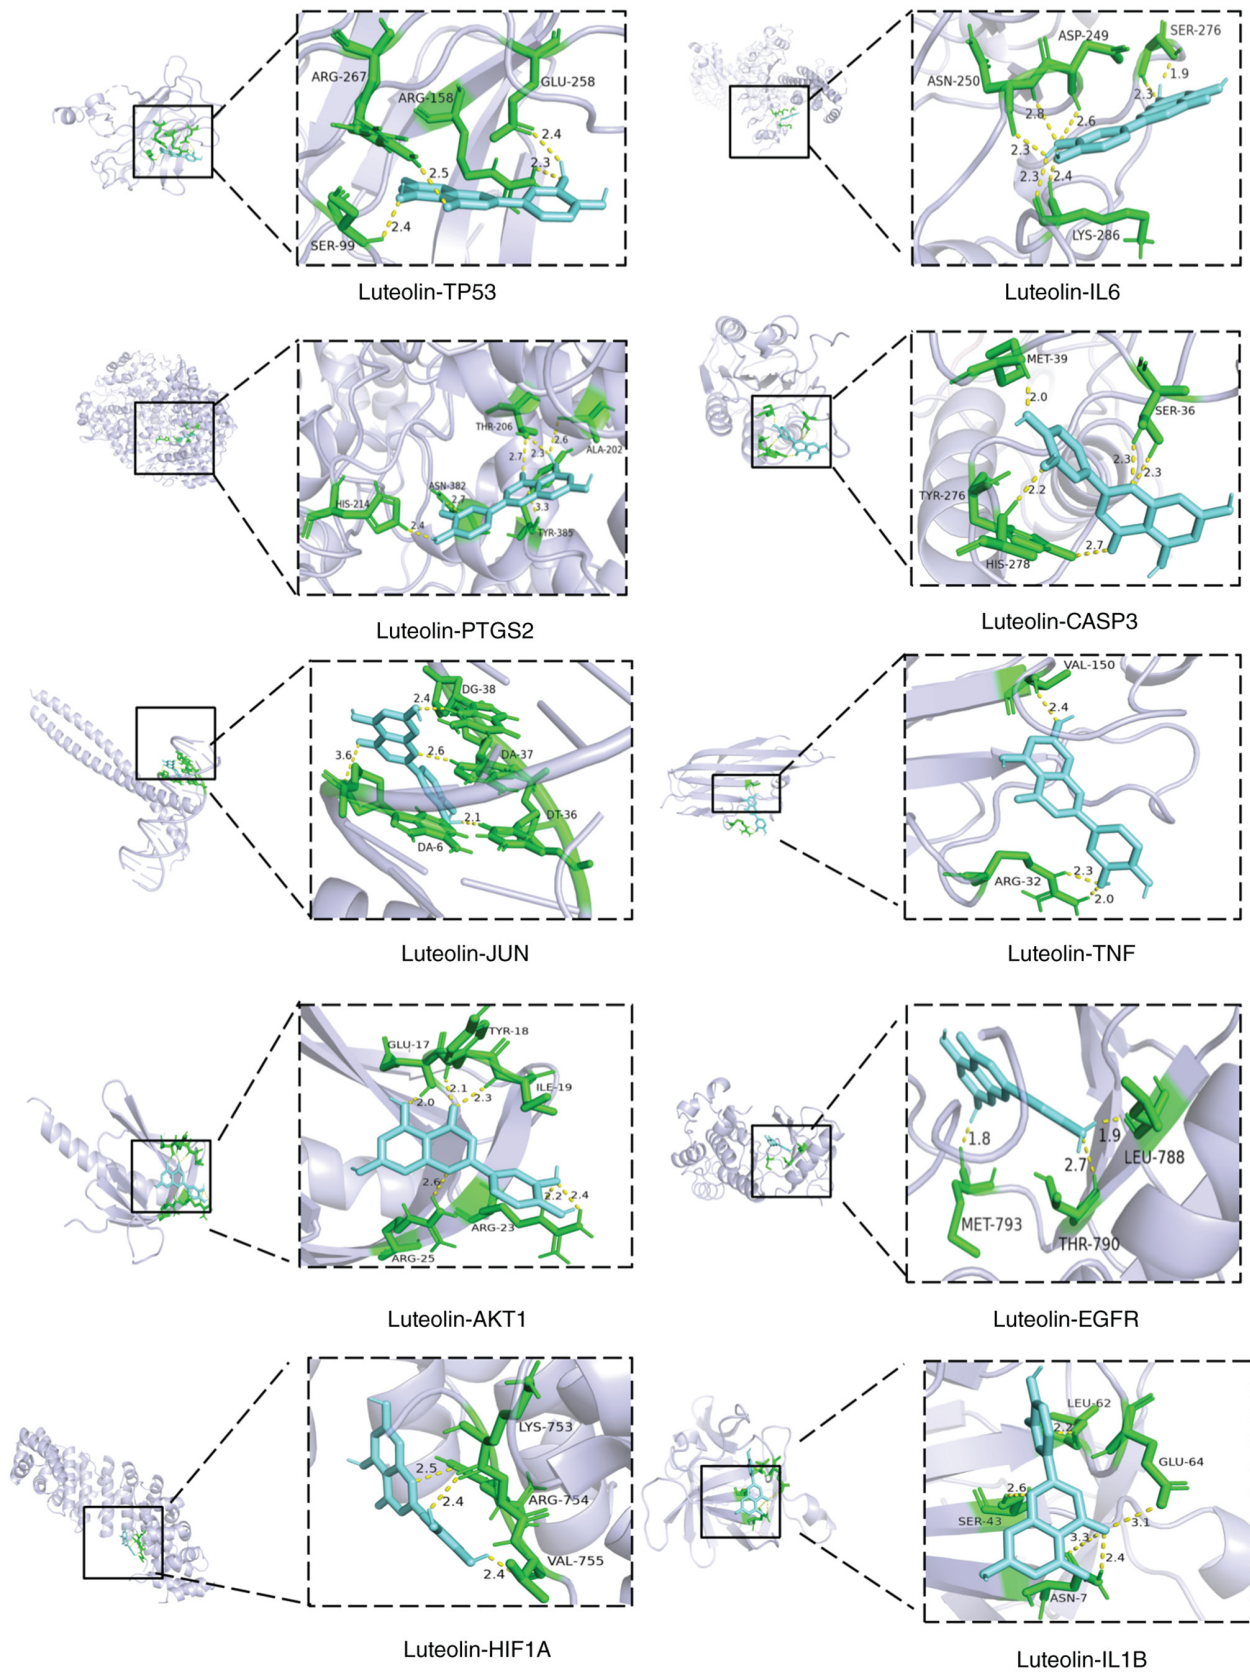 ARG-267
ARG-158
GLU-258
2.4
2.3
2.5
2.4
SER-99
Luteolin-TP53
SER-276
ASP-249
ASN-250
1.9
2.3
2.8
2.6
2.3
2.3
2.4
LYS-286
Luteolin-IL6
THR-206
2.6
ALA-202
2.7
2.3
ASN-382
HIS-214
2.7
3.3
2.4
TYR-385
Luteolin-PTGS2
MET-39
2.0
SER-36
2.3
2.3
TYR-276
2.2
2.7
HIS-278
Luteolin-CASP3
DG-38
2.4
3.6
2.6
DA-37
DT-36
2.1
DA-6
Luteolin-JUN
VAL-150
2.4
ARG-32
2.3
2.0
Luteolin-TNF
TYR-18
GLU-17
2.1
ILE-19
2.0
2.3
2.6
2.2
2.4
ARG-23
ARG-25
Luteolin-AKT1
1.8
1.9
2.7
LEU-788
MET-793
THR-790
Luteolin-EGFR
LYS-753
2.5
2.4
ARG-754
VAL-755
2.4
Luteolin-HIF1A
LEU-62
2.2
GLU-64
2.6
SER-43
3.1
3.3
2.4
ASN-7
Luteolin-IL1B